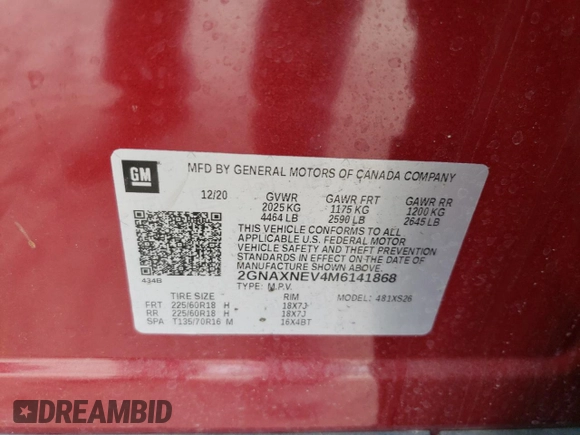 GM
MFD BY GENERAL MOTORS OF CANADA COMPANY
12/20 GVWR GAWR FRT GAWR RR
2025 KG 1175 KG 1200 KG
4464 LB 2590 LB 2645 LB
THIS VEHICLE CONFORMS TO ALL
APPLICABLE U.S. FEDERAL MOTOR
VEHICLE SAFETY AND THEFT PREVENTION
STANDARDS IN EFFECT ON THE DATE
OF MANUFACTURE SHOWN ABOVE.
434B
2GNAXNEV4M6141868
TYPE: M.P.V. MODEL: 481XS26
TIRE SIZE RIM
FRT 225/60R18 H 18X7J
RR 225/60R18 H 18X7J
SPA T135/70R16 M 16X4BT
DREAMBID